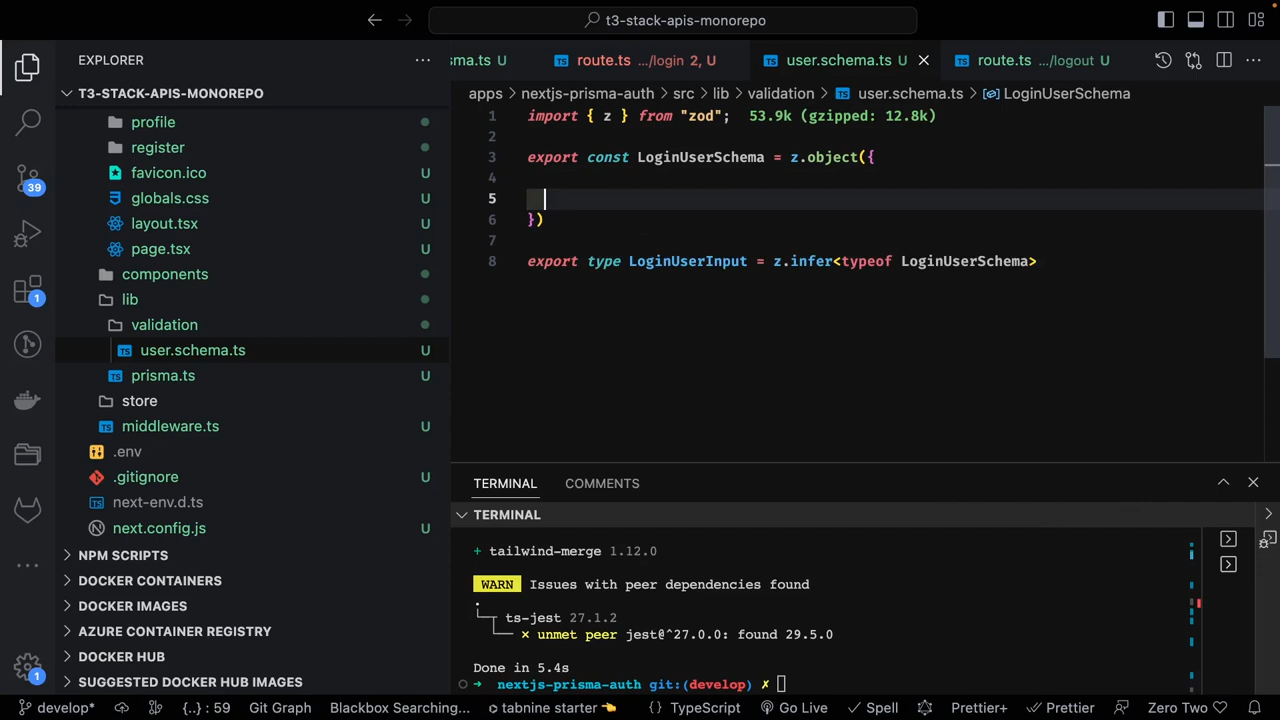 t3-stack-apis-monorepo
EXPLORER
sma.ts U
route.ts .../login 2, U
user.schema.ts U
route.ts .../logout U
T3-STACK-APIS-MONOREPO
apps > nextjs-prisma-auth > src > lib > validation > user.schema.ts > LoginUserSchema
profile
register
favicon.ico U
globals.css U
layout.tsx U
page.tsx U
components
lib
validation
user.schema.ts U
prisma.ts U
store
middleware.ts U
.env
.gitignore U
next-env.d.ts
next.config.js U
NPM SCRIPTS
DOCKER CONTAINERS
DOCKER IMAGES
AZURE CONTAINER REGISTRY
DOCKER HUB
SUGGESTED DOCKER HUB IMAGES
39
1
1
1 import { z } from "zod"; 53.9k (gzipped: 12.8k)
2
3 export const LoginUserSchema = z.object({
4
5
6 })
7
8 export type LoginUserInput = z.infer<typeof LoginUserSchema>
TERMINAL COMMENTS
TERMINAL
+ tailwind-merge 1.12.0
WARN Issues with peer dependencies found
.
└─┬ ts-jest 27.1.2
└── ✕ unmet peer jest@^27.0.0: found 29.5.0
Done in 5.4s
➜ nextjs-prisma-auth git:(develop) ✗
develop* {..} : 59 Git Graph Blackbox Searching... tabnine starter 👈 TypeScript Go Live Spell Prettier+ Prettier Zero Two ♡